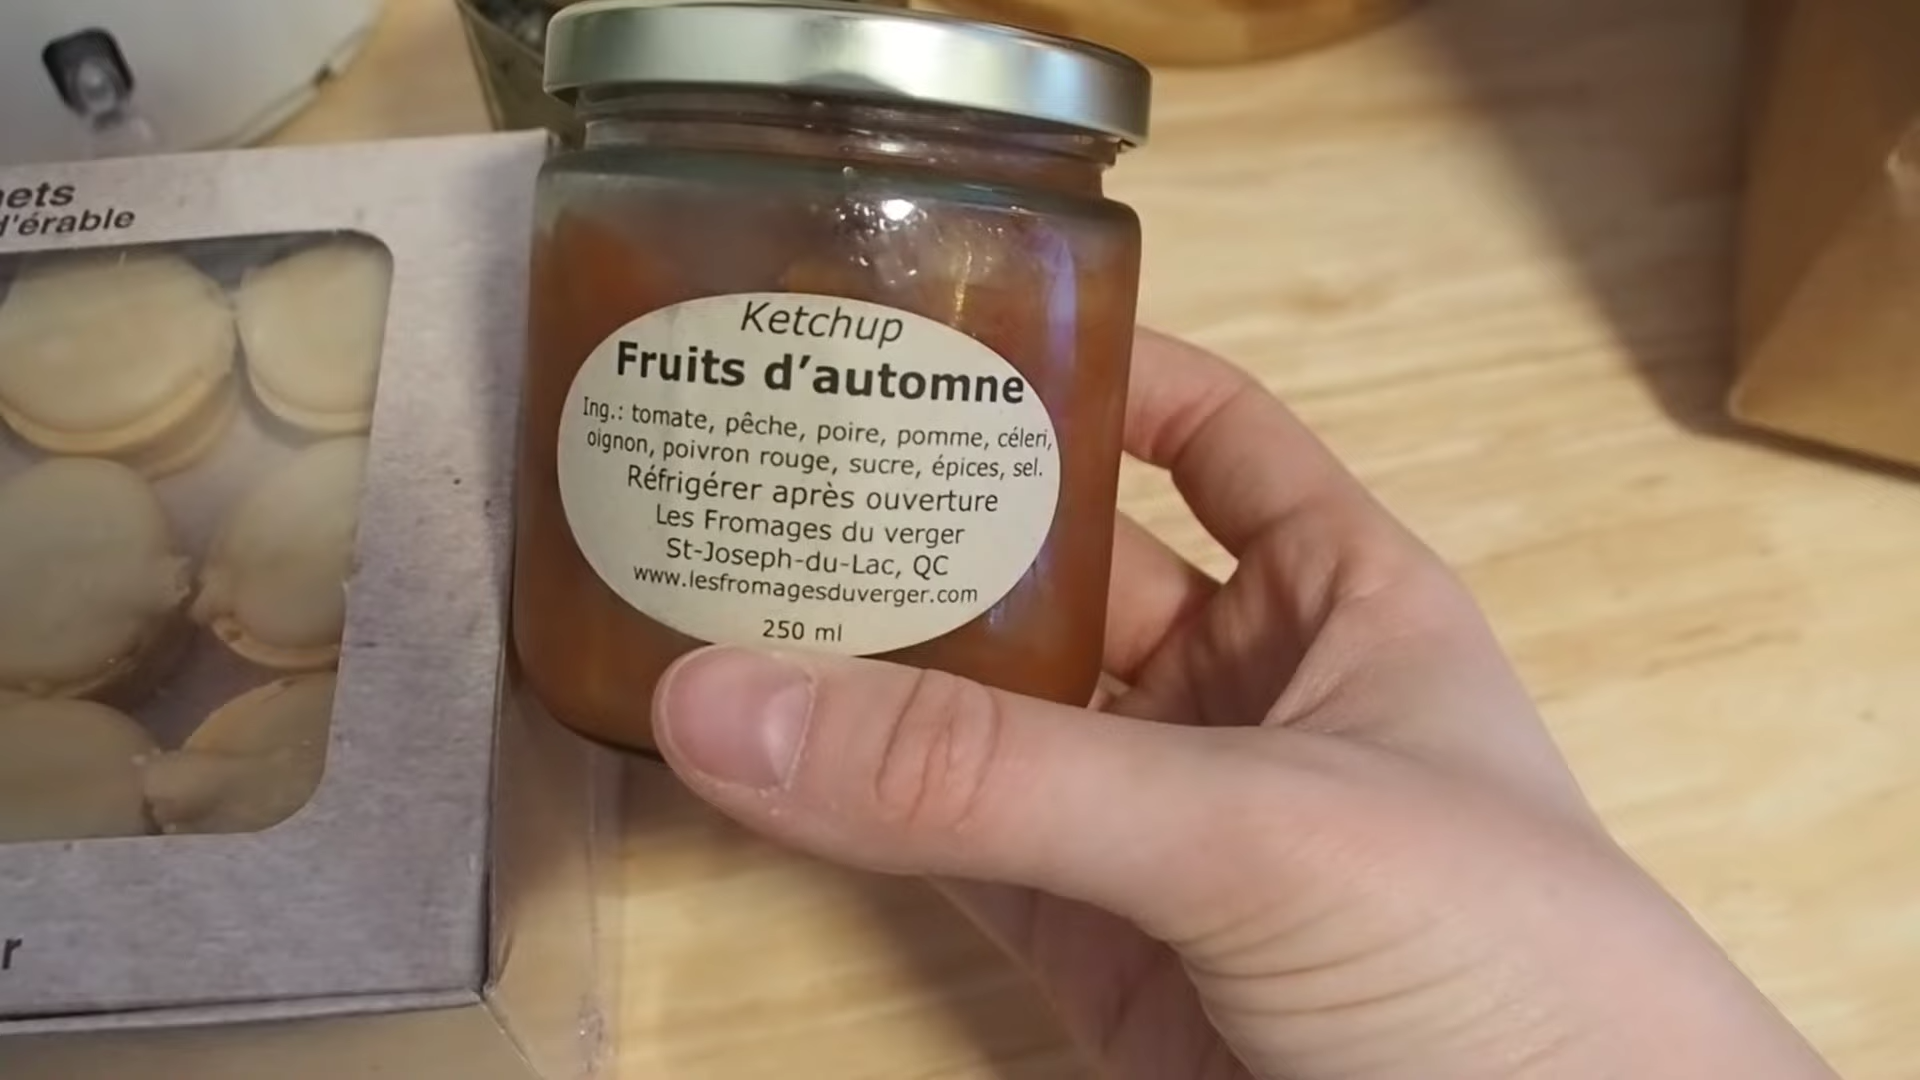 d'érable
Ketchup
Fruits d'automne
Ing.: tomate, pêche, poire, pomme, céleri,
oignon, poivron rouge, sucre, épices, sel.
Réfrigérer après ouverture
Les Fromages du verger
St-Joseph-du-Lac, QC
www.lesfromagesduverger.com
250 ml